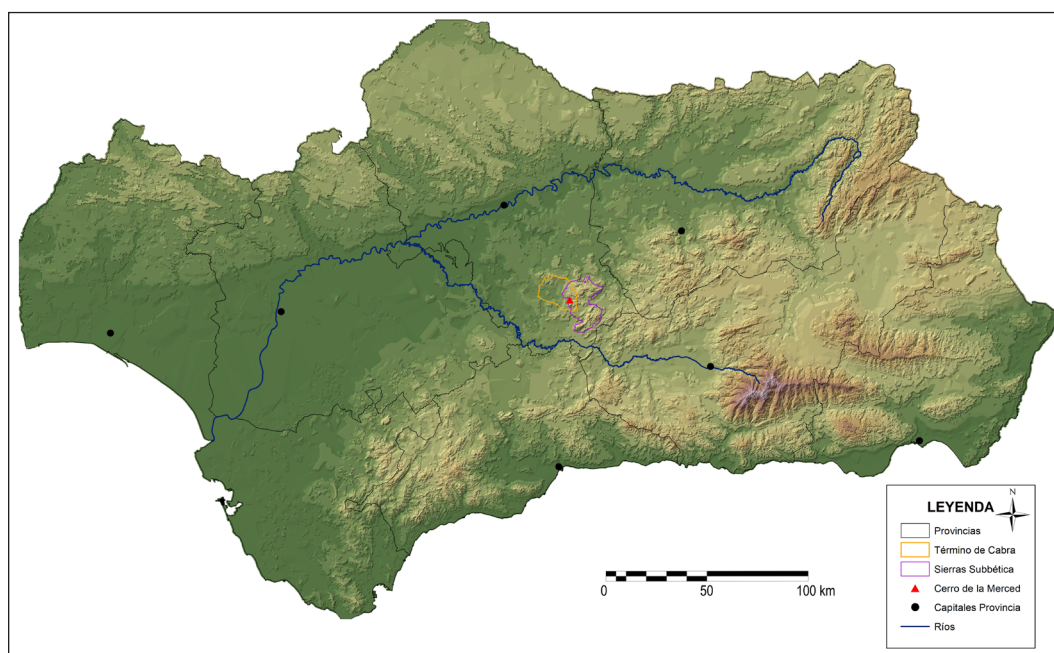 LEYENDA
N
Provincias
Término de Cabra
Sierras Subbética
Cerro de la Merced
Capitales Provincia
Ríos
0 50 100 km